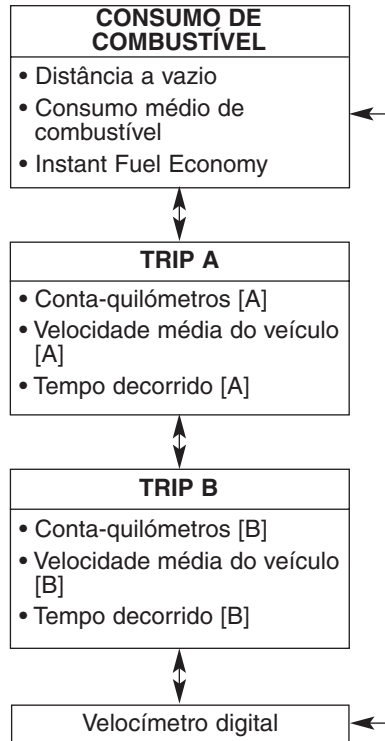 CONSUMO DE
COMBUSTÍVEL
• Distância a vazio
• Consumo médio de
combustível
• Instant Fuel Economy
TRIP A
• Conta-quilómetros [A]
• Velocidade média do veículo
[A]
• Tempo decorrido [A]
TRIP B
• Conta-quilómetros [B]
• Velocidade média do veículo
[B]
• Tempo decorrido [B]
Velocímetro digital